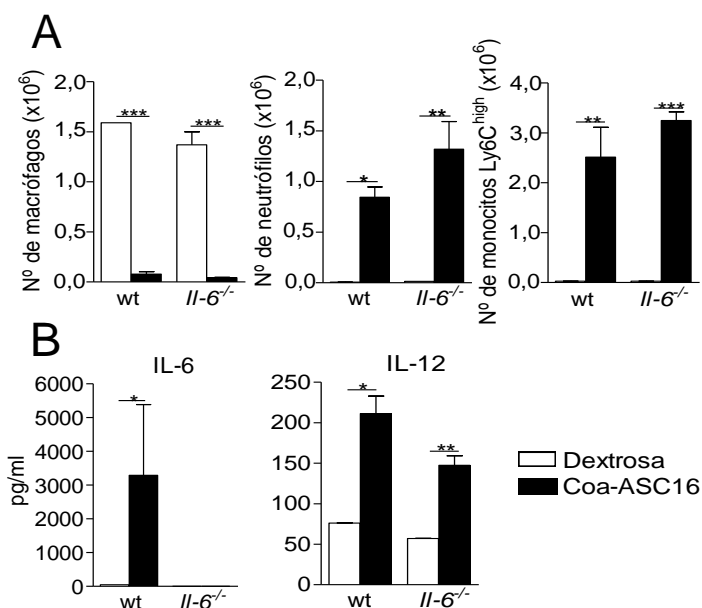 A
Nº de macrófagos (x10⁶)
2,0
1,5
1,0
0,5
0,0
***
***
wt
Il-6⁻/⁻
Nº de neutrófilos (x10⁶)
2,0
1,5
1,0
0,5
0,0
*
**
wt
Il-6⁻/⁻
Nº de monocitos Ly6Cʰⁱᵍʰ (x10⁶)
4,0
3,0
2,0
1,0
0,0
**
***
wt
Il-6⁻/⁻
B
IL-6
pg/ml
6000
5000
4000
3000
2000
1000
0
*
wt
Il-6⁻/⁻
IL-12
250
200
150
100
50
0
*
**
wt
Il-6⁻/⁻
Dextrosa
Coa-ASC16